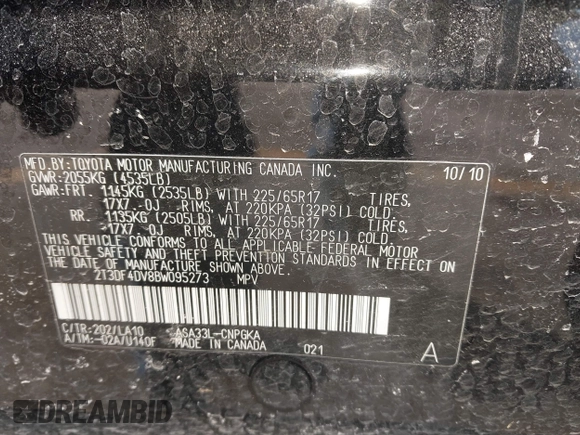 MFD.BY:TOYOTA MOTOR MANUFACTURING CANADA INC. 10/10
GVWR:2055KG (4535LB)
GAWR:FRT 1145KG (2535LB) WITH 225/65R17 TIRES,
17X7.-0J RIMS, AT 220KPA (32PSI) COLD.
RR. 1135KG (2505LB) WITH 225/65R17 TIRES,
17X7.-0J RIMS, AT 220KPA (32PSI) COLD.
THIS VEHICLE CONFORMS TO ALL APPLICABLE FEDERAL MOTOR
VEHICLE SAFETY AND THEFT PREVENTION STANDARDS IN EFFECT ON
THE DATE OF MANUFACTURE SHOWN ABOVE.
2T3DF4DV8BW095273 MPV
C/TR:202/LA10 ASA33L-CNPGKA
A/TM:-02A/U140F MADE IN CANADA 021 A
DREAMBID